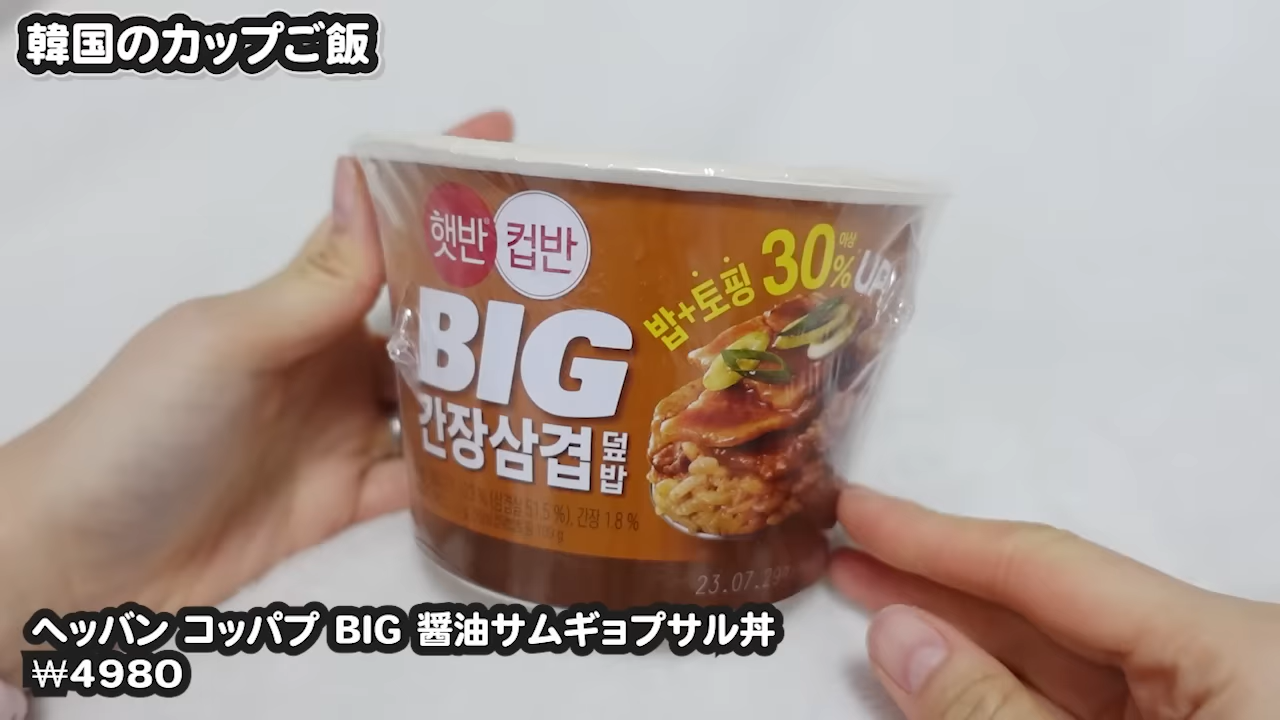 韓国のカップご飯
햇반 컵반
밥+토핑 30% 이상 UP!
BIG
간장삼겹 덮밥
간장 1.8%
23.07.29
ヘッバン コッパプ BIG 醤油サムギョプサル丼
₩4980